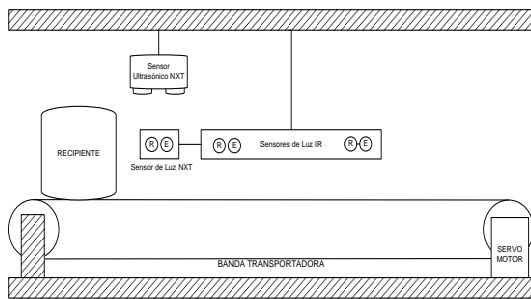 Sensor
Ultrasónico NXT
RECIPIENTE
R E
R E
Sensores de Luz IR
R E
Sensor de Luz NXT
SERVO
MOTOR
BANDA TRANSPORTADORA